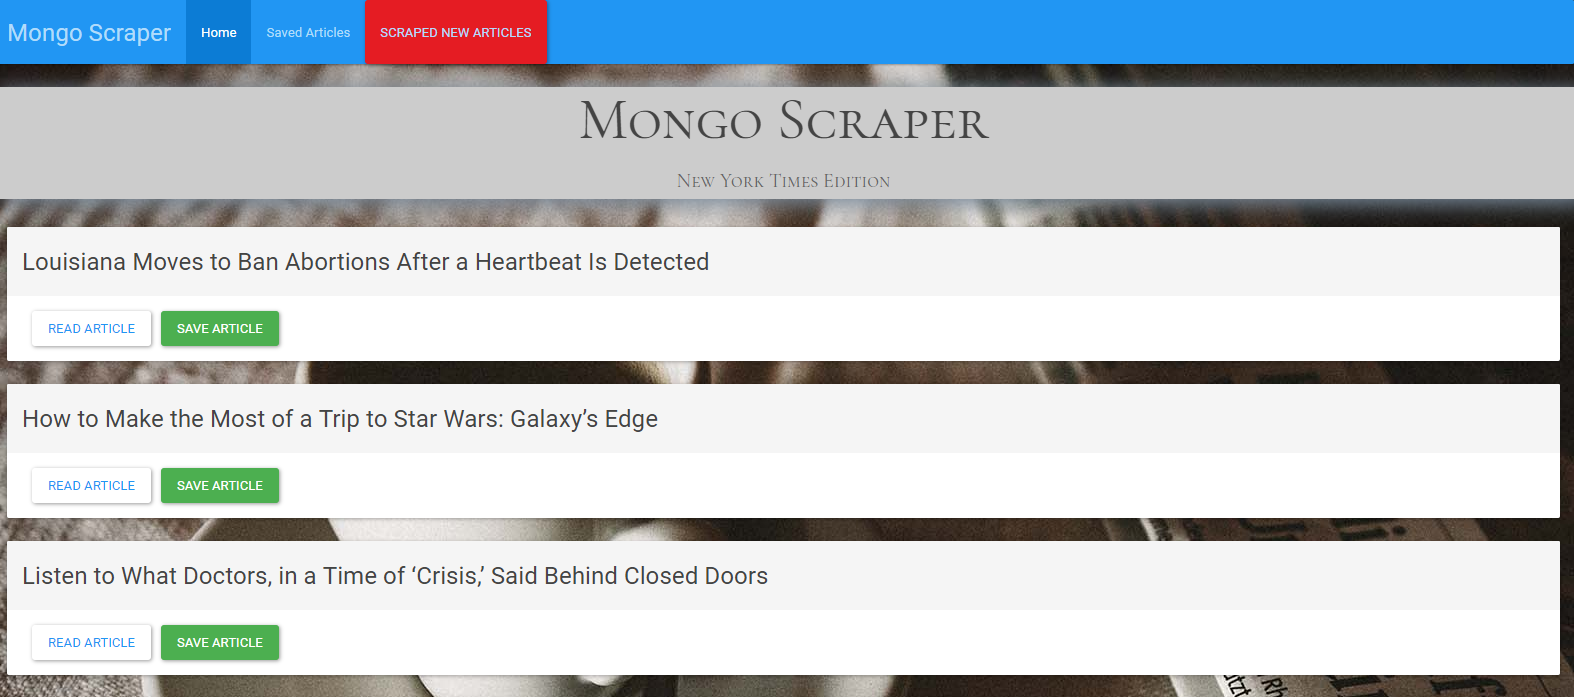 Mongo Scraper Home Saved Articles SCRAPED NEW ARTICLES
Mongo Scraper
New York Times Edition
Louisiana Moves to Ban Abortions After a Heartbeat Is Detected
READ ARTICLE SAVE ARTICLE
How to Make the Most of a Trip to Star Wars: Galaxy’s Edge
READ ARTICLE SAVE ARTICLE
Listen to What Doctors, in a Time of ‘Crisis,’ Said Behind Closed Doors
READ ARTICLE SAVE ARTICLE